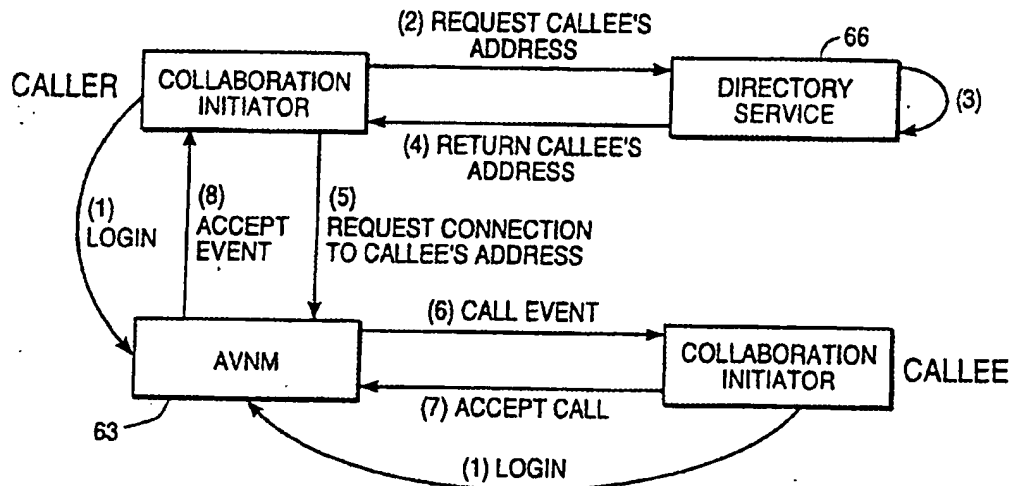 (2) REQUEST CALLEE'S
ADDRESS
66
CALLER
COLLABORATION
INITIATOR
DIRECTORY
SERVICE
(3)
(4) RETURN CALLEE'S
ADDRESS
(1)
LOGIN
(8)
ACCEPT
EVENT
(5)
REQUEST CONNECTION
TO CALLEE'S ADDRESS
(6) CALL EVENT
AVNM
COLLABORATION
INITIATOR
CALLEE
(7) ACCEPT CALL
63
(1) LOGIN